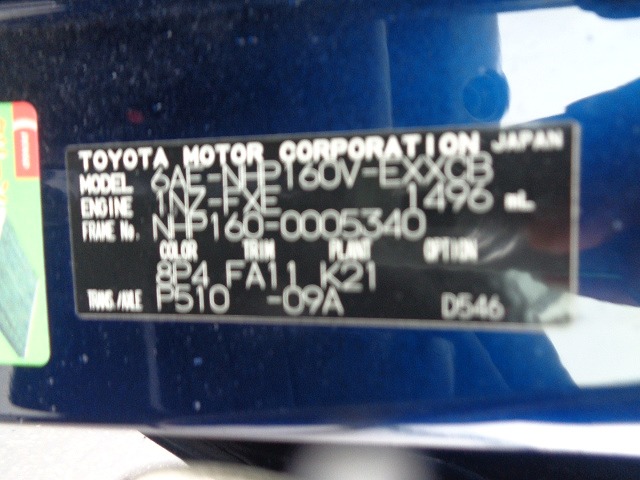 TOYOTA MOTOR CORPORATION JAPAN
MODEL 6AE-NHP160V-EXXCB
ENGINE 1NZ-FXE 1496 mL
FRAME No. NHP160-0005340
COLOR TRIM PLANT OPTION
8P4 FA11 K21
TRANS/AXLE P510 -09A D546